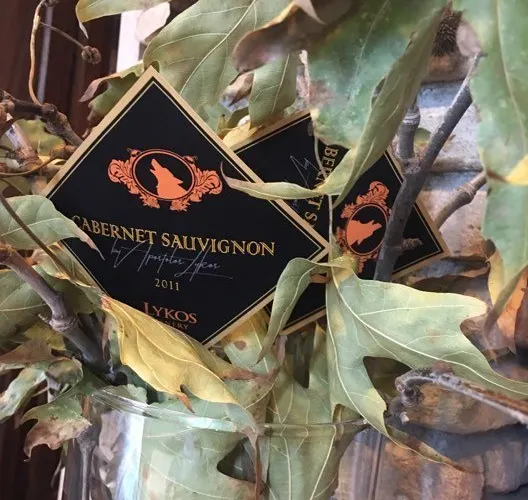 CABERNET SAUVIGNON
by Apostolos Lykos
2011
LYKOS